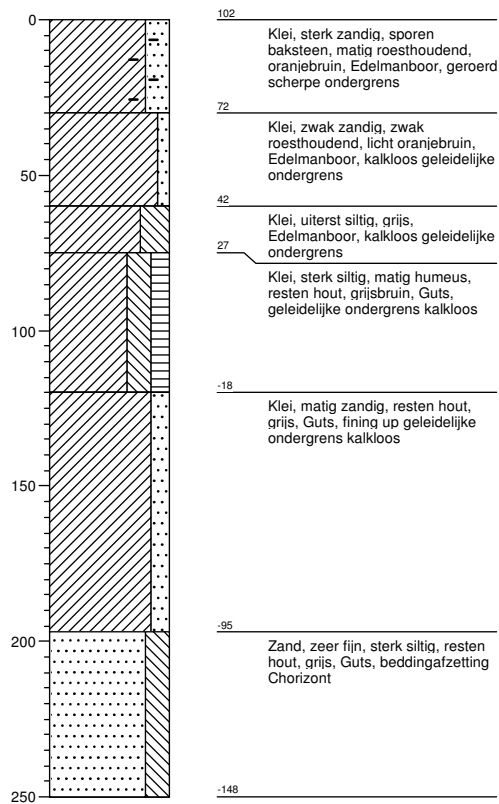 0
102
Klei, sterk zandig, sporen
baksteen, matig roesthoudend,
oranjebruin, Edelmanboor, geroerd
scherpe ondergrens
72
Klei, zwak zandig, zwak
roesthoudend, licht oranjebruin,
Edelmanboor, kalkloos geleidelijke
ondergrens
50
42
Klei, uiterst siltig, grijs,
Edelmanboor, kalkloos geleidelijke
ondergrens
27
Klei, sterk siltig, matig humeus,
resten hout, grijsbruin, Guts,
geleidelijke ondergrens kalkloos
100
-18
Klei, matig zandig, resten hout,
grijs, Guts, fining up geleidelijke
ondergrens kalkloos
150
-95
200
Zand, zeer fijn, sterk siltig, resten
hout, grijs, Guts, beddingafzetting
Chorizont
250
-148